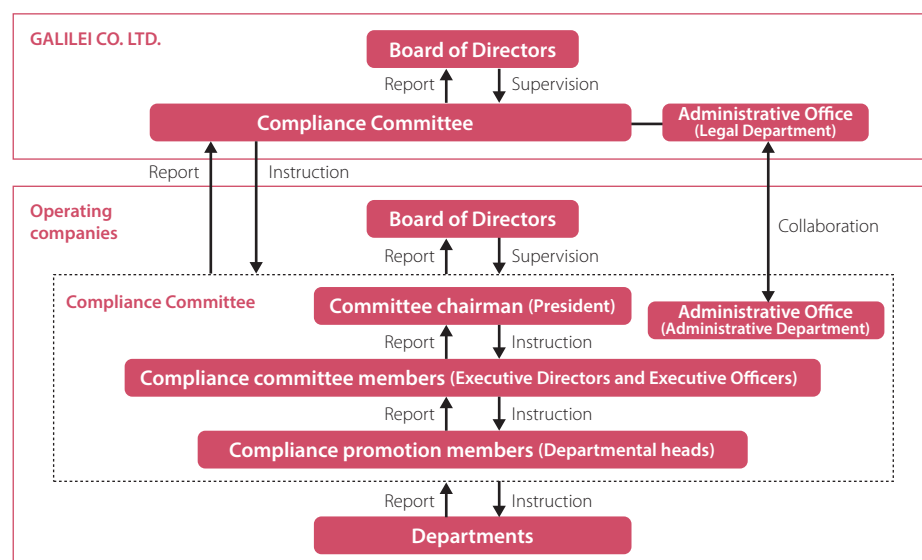 GALILEI CO. LTD.
Board of Directors
Report
Supervision
Compliance Committee
Administrative Office
(Legal Department)
Report
Instruction
Collaboration
Operating
companies
Board of Directors
Report
Supervision
Compliance Committee
Committee chairman (President)
Administrative Office
(Administrative Department)
Report
Instruction
Compliance committee members (Executive Directors and Executive Officers)
Report
Instruction
Compliance promotion members (Departmental heads)
Report
Instruction
Departments